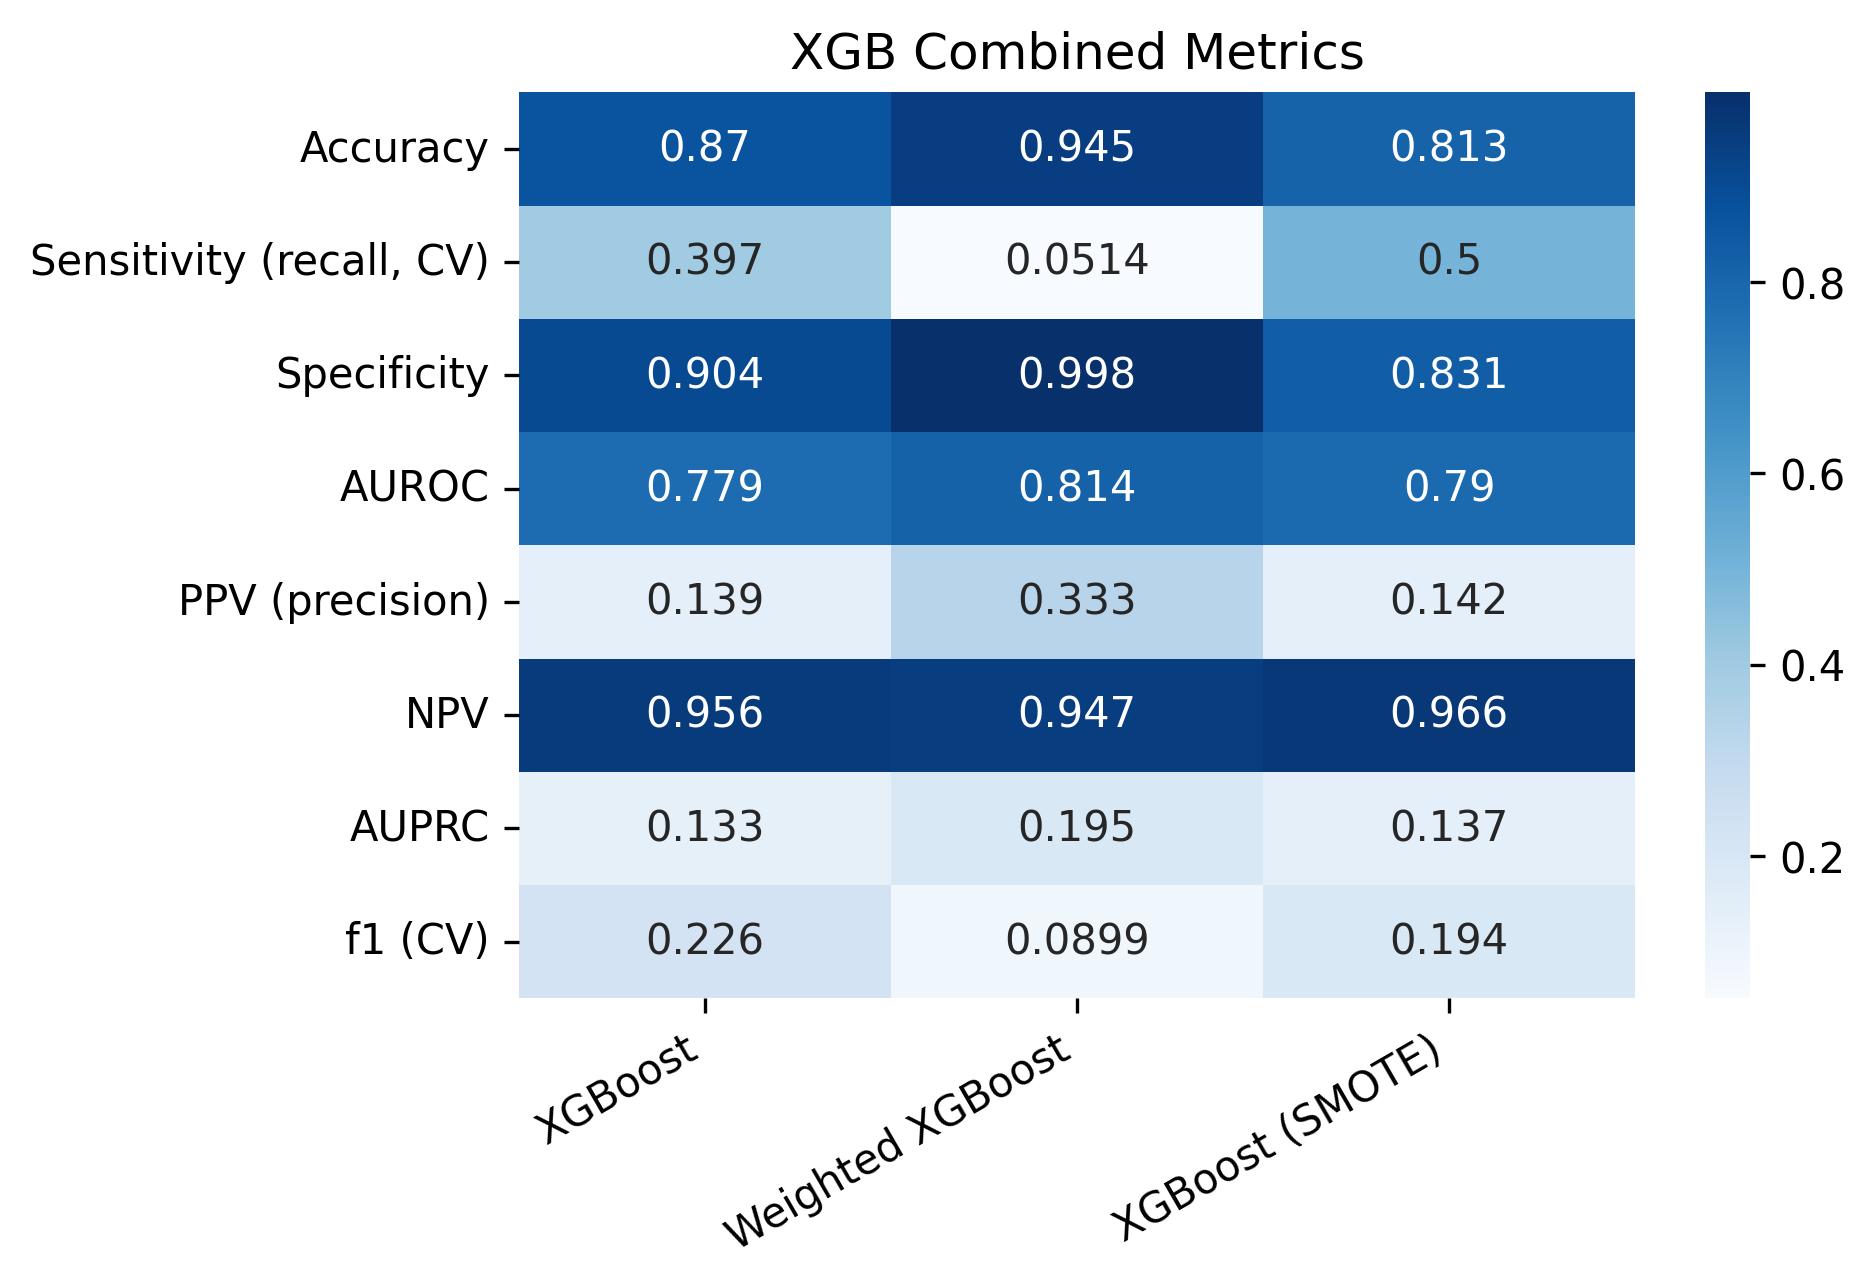 XGB Combined Metrics
Accuracy 0.87 0.945 0.813
Sensitivity (recall, CV) 0.397 0.0514 0.5
Specificity 0.904 0.998 0.831
AUROC 0.779 0.814 0.79
PPV (precision) 0.139 0.333 0.142
NPV 0.956 0.947 0.966
AUPRC 0.133 0.195 0.137
f1 (CV) 0.226 0.0899 0.194
XGBoost
Weighted XGBoost
XGBoost (SMOTE)
0.8
0.6
0.4
0.2